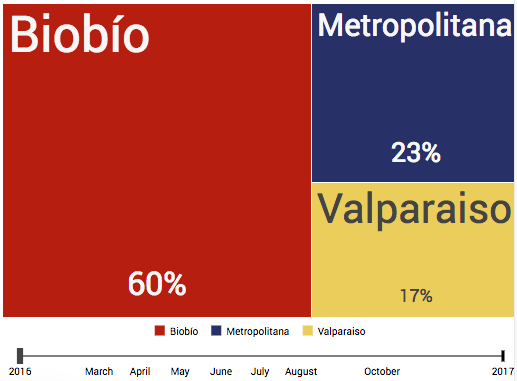 Biobío
Metropolitana
23%
Valparaiso
60%
17%
Biobío Metropolitana Valparaiso
2016 March April May June July August October 2017